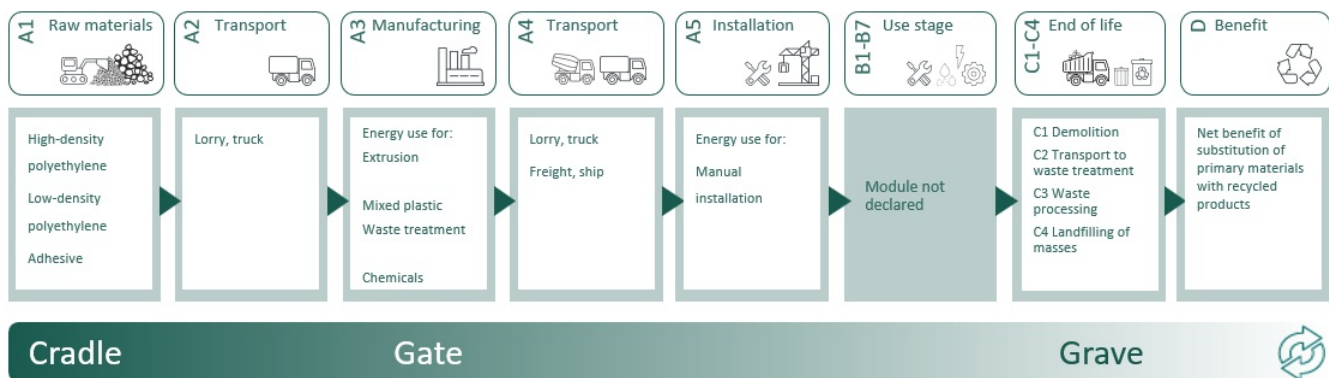 A1 Raw materials
A2 Transport
A3 Manufacturing
A4 Transport
A5 Installation
B1-B7 Use stage
C1-C4 End of life
D Benefit
High-density
polyethylene
Low-density
polyethylene
Adhesive
Lorry, truck
Energy use for:
Extrusion
Mixed plastic
Waste treatment
Chemicals
Lorry, truck
Freight, ship
Energy use for:
Manual
installation
Module not
declared
C1 Demolition
C2 Transport to
waste treatment
C3 Waste
processing
C4 Landfilling of
masses
Net benefit of
substitution of
primary materials
with recycled
products
Cradle
Gate
Grave